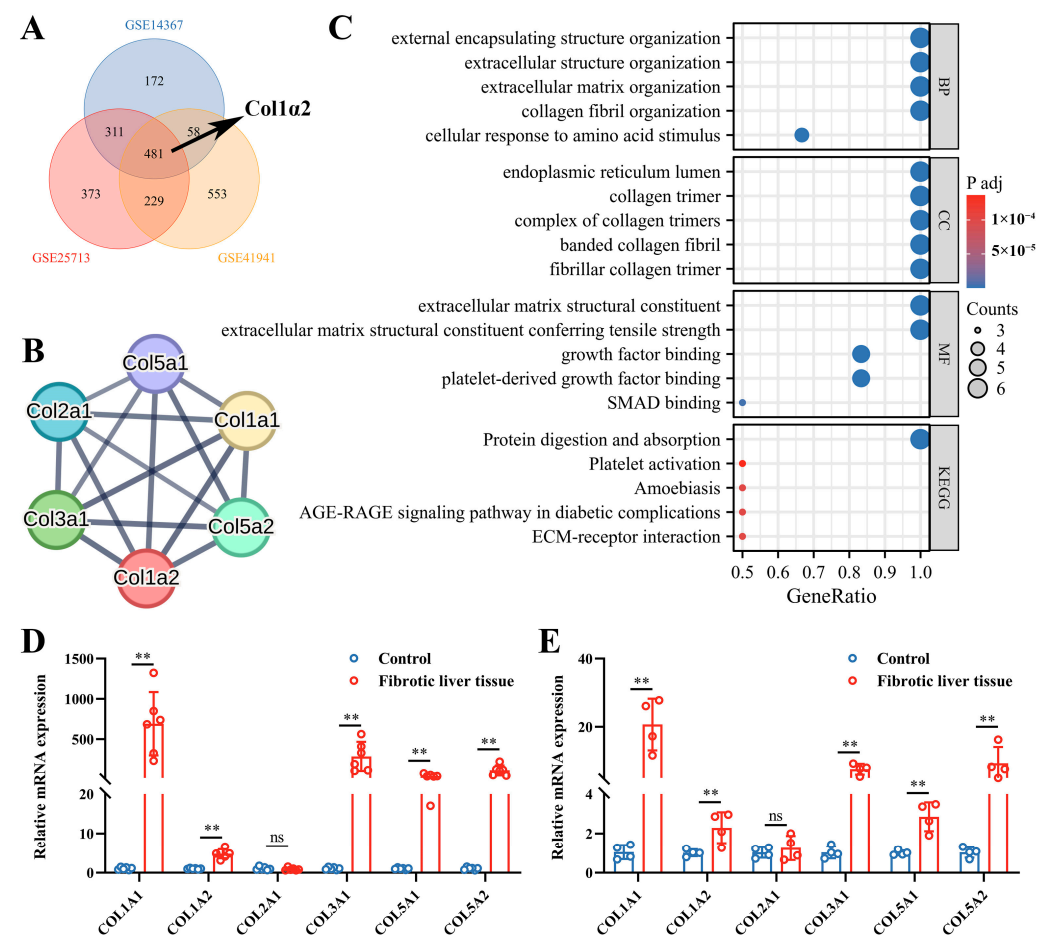 A
GSE14367
172
311
58
Col1α2
481
373
229
553
GSE25713
GSE41941
B
Col5a1
Col2a1
Col1a1
Col3a1
Col5a2
Col1a2
C
external encapsulating structure organization
extracellular structure organization
extracellular matrix organization
collagen fibril organization
cellular response to amino acid stimulus
BP
endoplasmic reticulum lumen
collagen trimer
complex of collagen trimers
banded collagen fibril
fibrillar collagen trimer
CC
extracellular matrix structural constituent
extracellular matrix structural constituent conferring tensile strength
growth factor binding
platelet-derived growth factor binding
SMAD binding
MF
Protein digestion and absorption
Platelet activation
Amoebiasis
AGE-RAGE signaling pathway in diabetic complications
ECM-receptor interaction
KEGG
0.5 0.6 0.7 0.8 0.9 1.0
GeneRatio
P adj
1×10⁻⁴
5×10⁻⁵
Counts
3
4
5
6
D
Relative mRNA expression
1500
1000
500
20
10
0
Control
Fibrotic liver tissue
** ** ns ** ** **
COL1A1 COL1A2 COL2A1 COL3A1 COL5A1 COL5A2
E
Relative mRNA expression
40
20
4
2
0
Control
Fibrotic liver tissue
** ** ns ** ** **
COL1A1 COL1A2 COL2A1 COL3A1 COL5A1 COL5A2